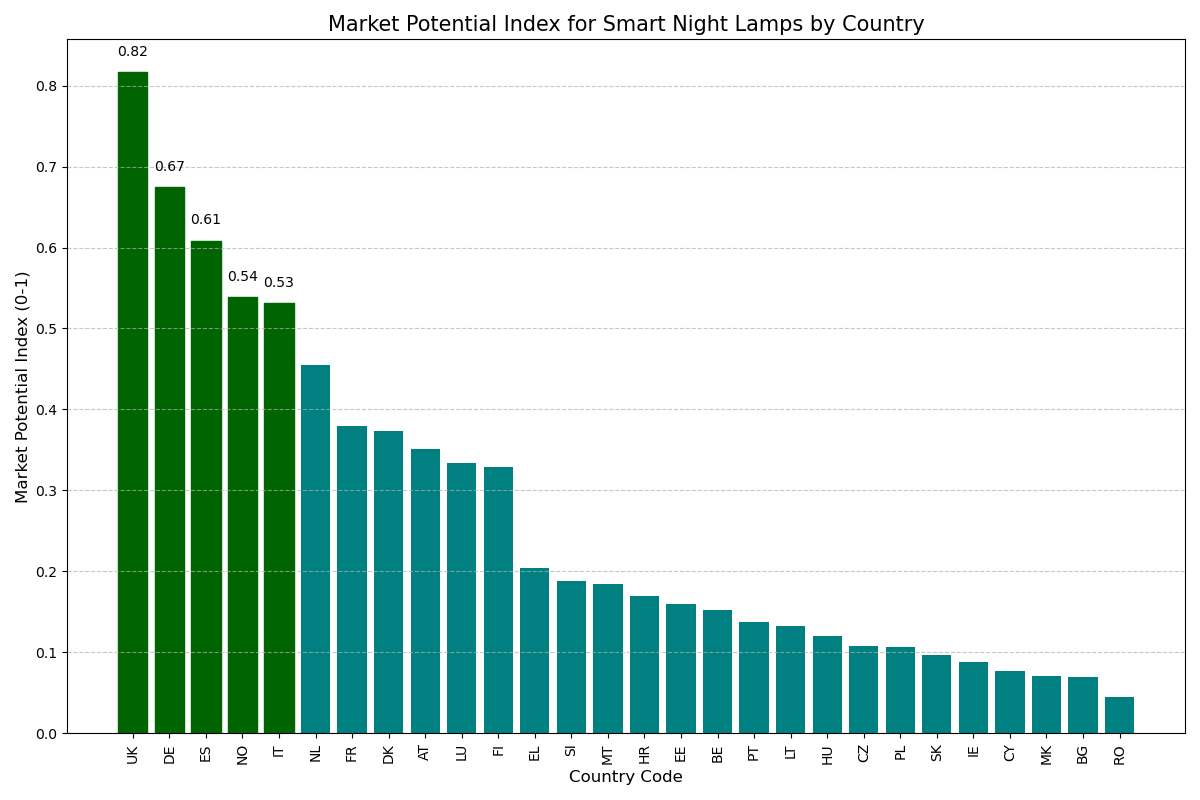 Market Potential Index for Smart Night Lamps by Country
0.82
0.67
0.61
0.54
0.53
Market Potential Index (0-1)
0.8
0.7
0.6
0.5
0.4
0.3
0.2
0.1
0.0
UK
DE
ES
NO
IT
NL
FR
DK
AT
LU
FI
EL
SI
MT
HR
EE
BE
PT
LT
HU
CZ
PL
SK
IE
CY
MK
BG
RO
Country Code